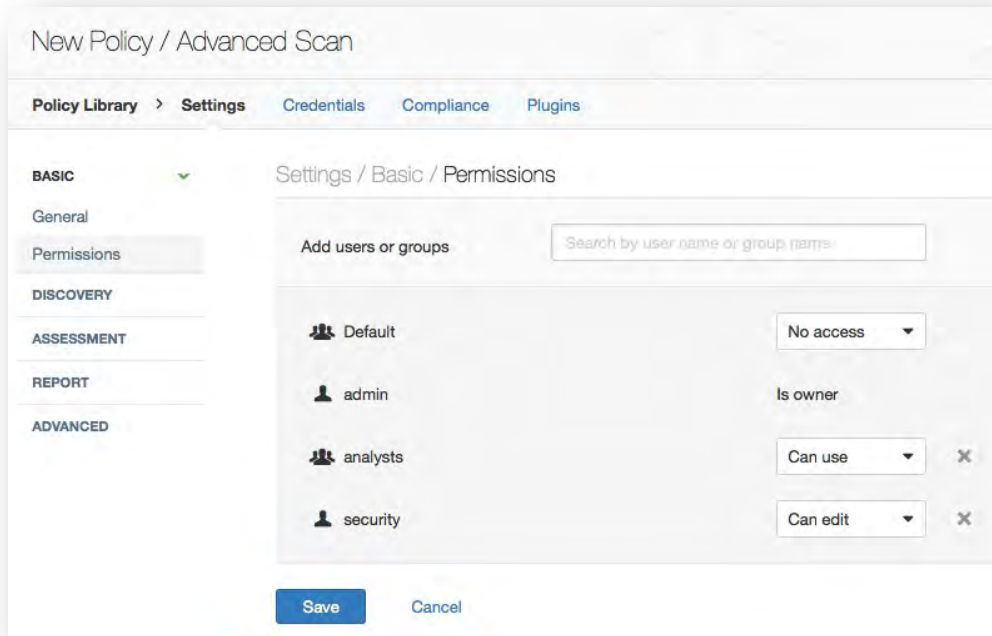 New Policy / Advanced Scan
Policy Library > Settings Credentials Compliance Plugins
BASIC
General
Permissions
DISCOVERY
ASSESSMENT
REPORT
ADVANCED
Settings / Basic / Permissions
Add users or groups Search by user name or group name
Default No access
admin Is owner
analysts Can use
security Can edit
Save Cancel